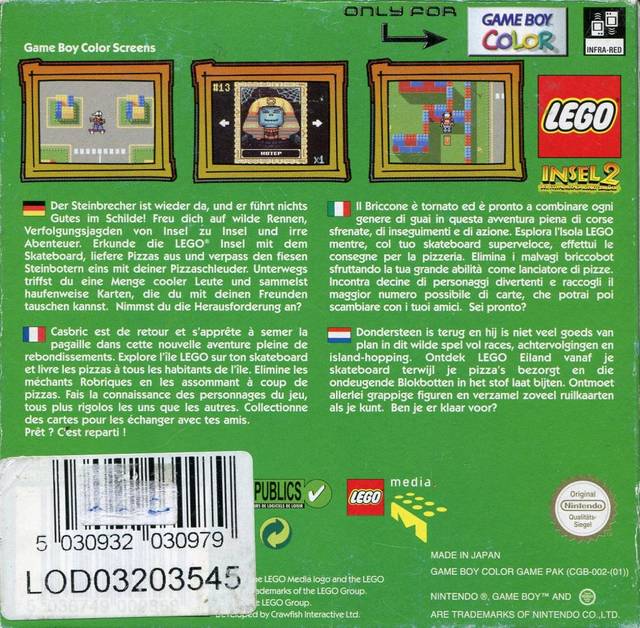 ONLY FOR
GAME BOY
COLOR
INFRA-RED
Game Boy Color Screens
#13
HOTEP
x1
LEGO
INSEL 2
Der Steinbrecher ist wieder da, und er führt nichts
Gutes im Schilde! Freu dich auf wilde Rennen,
Verfolgungsjagden von Insel zu Insel und irre
Abenteuer. Erkunde die LEGO® Insel mit dem
Skateboard, liefere Pizzas aus und verpass den fiesen
Steinbotern eins mit deiner Pizzaschleuder. Unterwegs
triffst du eine Menge cooler Leute und sammelst
haufenweise Karten, die du mit deinen Freunden
tauschen kannst. Nimmst du die Herausforderung an?
Il Briccone è tornato ed è pronto a combinare ogni
genere di guai in questa avventura piena di corse
sfrenate, di inseguimenti e di azione. Esplora l'Isola LEGO
mentre, col tuo skateboard superveloce, effettui le
consegne per la pizzeria. Elimina i malvagi briccobot
sfruttando la tua grande abilità come lanciatore di pizze.
Incontra decine di personaggi divertenti e raccogli il
maggior numero possibile di carte, che potrai poi
scambiare con i tuoi amici. Sei pronto?
Casbric est de retour et s'apprête à semer la
pagaille dans cette nouvelle aventure pleine de
rebondissements. Explore l'île LEGO sur ton skateboard
et livre les pizzas à tous les habitants de l'île. Elimine les
méchants Robriques en les assommant à coup de
pizzas. Fais la connaissance des personnages du jeu,
tous plus rigolos les uns que les autres. Collectionne
des cartes pour les échanger avec tes amis.
Prêt ? C'est reparti !
Dondersteen is terug en hij is niet veel goeds van
plan in dit wilde spel vol races, achtervolgingen en
island-hopping. Ontdek LEGO Eiland vanaf je
skateboard terwijl je pizza's bezorgt en die
ondeugende Blokbotten in het stof laat bijten. Ontmoet
allerlei grappige figuren en verzamel zoveel ruilkaarten
als je kunt. Ben je er klaar voor?
5 030932 030979
LOD03203545
PUBLICS
LEGO
media
Original
Nintendo
Qualitäts-
Siegel
MADE IN JAPAN
GAME BOY COLOR GAME PAK (CGB-002-(01))
NINTENDO ®, GAME BOY™ AND
ARE TRADEMARKS OF NINTENDO CO.,LTD.
LEGO Media logo and the LEGO
LEGO Group.
LEGO Group.
by Crawfish Interactive Ltd.